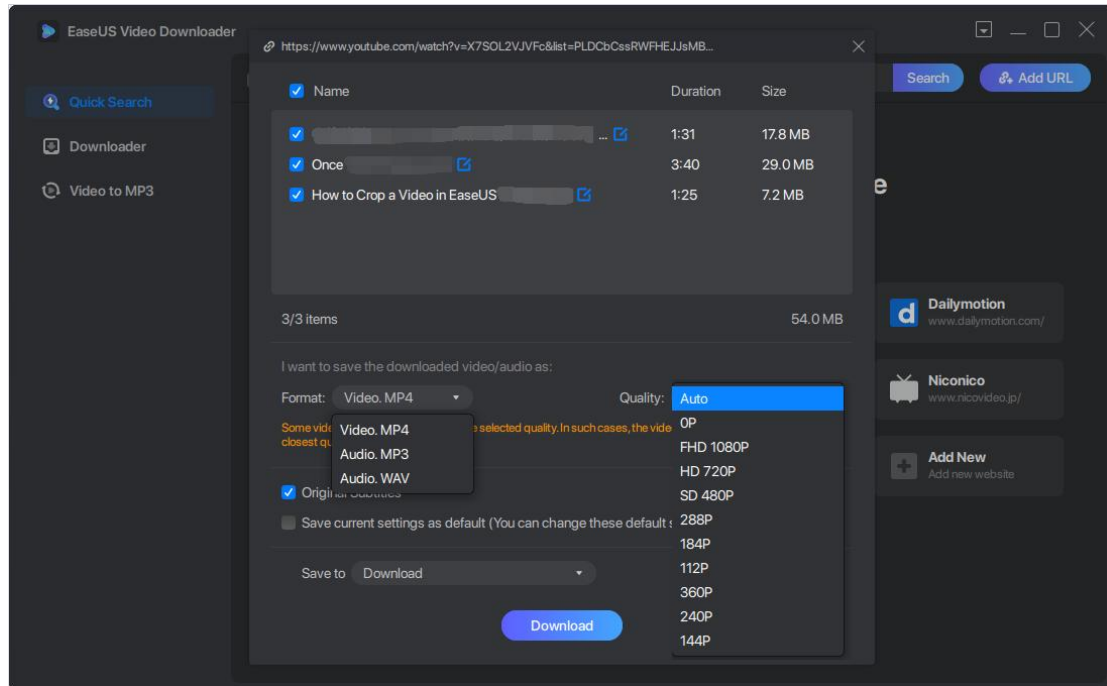 EaseUS Video Downloader
https://www.youtube.com/watch?v=X7SOL2VJVFc&list=PLDCbCssRWFHEJJsMB...
Search
Add URL
Quick Search
Downloader
Video to MP3
Name Duration Size
... 1:31 17.8 MB
Once 3:40 29.0 MB
How to Crop a Video in EaseUS 1:25 7.2 MB
3/3 items 54.0 MB
I want to save the downloaded video/audio as:
Format: Video. MP4 Quality:
Auto
0P
FHD 1080P
HD 720P
SD 480P
288P
184P
112P
360P
240P
144P
Video. MP4
Audio. MP3
Audio. WAV
selected quality. In such cases, the
closest
Save current settings as default (You can change these default
Save to Download
Download
Dailymotion
www.dailymotion.com/
Niconico
www.nicovideo.jp/
Add New
Add new website